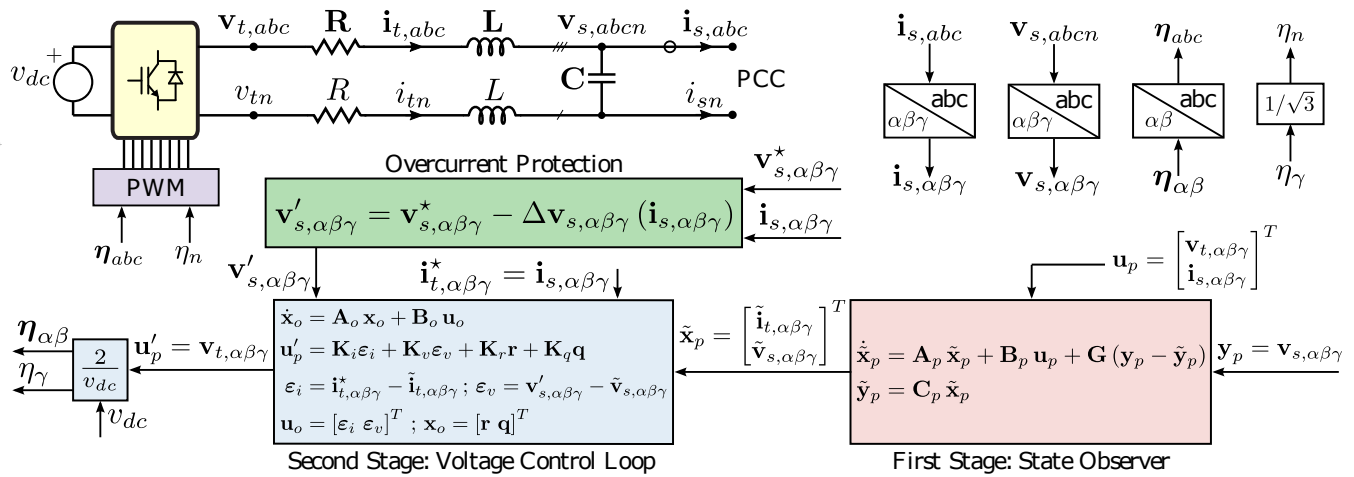 v_{t,abc} R i_{t,abc} L v_{s,abcn} i_{s,abc}
+
v_{dc}
C
PCC
v_{tn} R i_{tn} L i_{sn}
PWM
η_{abc} η_n
i_{s,abc} v_{s,abcn} η_{abc} η_n
abc abc abc 1/√3
αβγ αβγ αβ
i_{s,αβγ} v_{s,αβγ} η_{αβ} η_γ
Overcurrent Protection
v′_{s,αβγ} = v^⋆_{s,αβγ} − Δv_{s,αβγ} (i_{s,αβγ})
v^⋆_{s,αβγ}
i_{s,αβγ}
v′_{s,αβγ}
i^⋆_{t,αβγ} = i_{s,αβγ}
u_p = [v_{t,αβγ} i_{s,αβγ}]^T
ẋ_o = A_o x_o + B_o u_o
u′_p = K_i ε_i + K_v ε_v + K_r r + K_q q
ε_i = i^⋆_{t,αβγ} − ĩ_{t,αβγ} ; ε_v = v′_{s,αβγ} − ṽ_{s,αβγ}
u_o = [ε_i ε_v]^T ; x_o = [r q]^T
Second Stage: Voltage Control Loop
x̃_p = [ĩ_{t,αβγ} ṽ_{s,αβγ}]^T
x̃̇_p = A_p x̃_p + B_p u_p + G (y_p − ỹ_p)
ỹ_p = C_p x̃_p
First Stage: State Observer
y_p = v_{s,αβγ}
u′_p = v_{t,αβγ}
2/v_{dc}
η_{αβ}
η_γ
v_{dc}